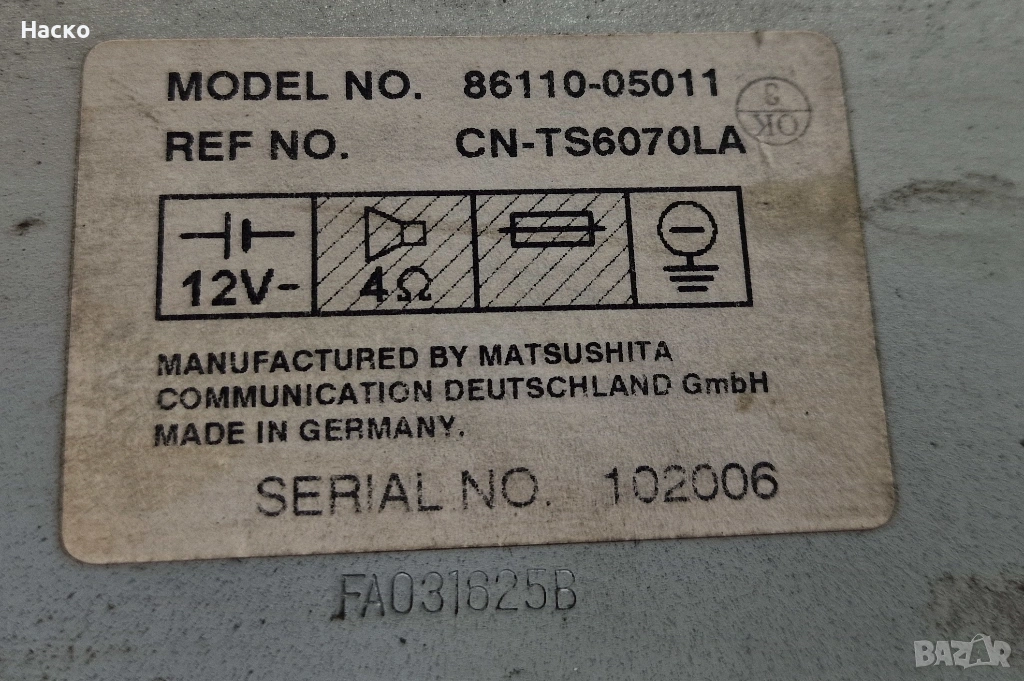 Наско
MODEL NO. 86110-05011
REF NO. CN-TS6070LA
3
OK
12V-
4Ω
MANUFACTURED BY MATSUSHITA
COMMUNICATION DEUTSCHLAND GmbH
MADE IN GERMANY.
SERIAL NO. 102006
FA031625B
BAZAR